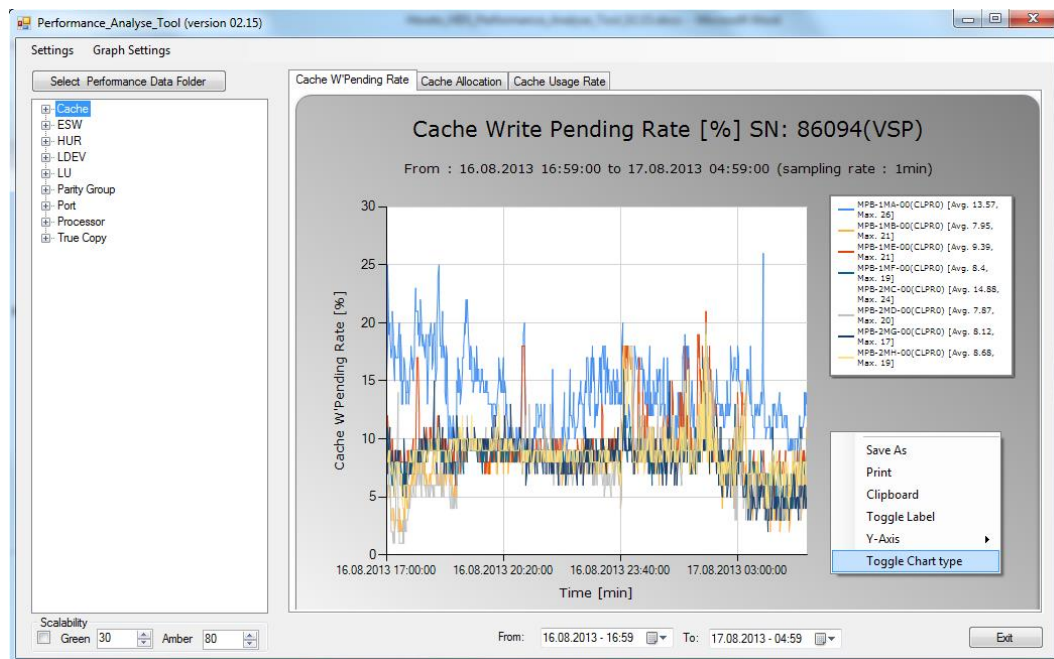 Performance_Analyse_Tool (version 02.15)
Settings Graph Settings
Select Performance Data Folder
Cache
ESW
HUR
LDEV
LU
Parity Group
Port
Processor
True Copy
Cache W'Pending Rate Cache Allocation Cache Usage Rate
Cache Write Pending Rate [%] SN: 86094(VSP)
From : 16.08.2013 16:59:00 to 17.08.2013 04:59:00 (sampling rate : 1min)
Cache W'Pending Rate [%]
30
25
20
15
10
5
0
16.08.2013 17:00:00 16.08.2013 20:20:00 16.08.2013 23:40:00 17.08.2013 03:00:00
Time [min]
MPB-1MA-00(CLPR0) [Avg. 13.57,
Max. 26]
MPB-1MB-00(CLPR0) [Avg. 7.95,
Max. 21]
MPB-1ME-00(CLPR0) [Avg. 9.39,
Max. 21]
MPB-1MF-00(CLPR0) [Avg. 8.4,
Max. 19]
MPB-2MC-00(CLPR0) [Avg. 14.88,
Max. 24]
MPB-2MD-00(CLPR0) [Avg. 7.87,
Max. 20]
MPB-2MG-00(CLPR0) [Avg. 8.12,
Max. 17]
MPB-2MH-00(CLPR0) [Avg. 8.68,
Max. 19]
Save As
Print
Clipboard
Toggle Label
Y-Axis
Toggle Chart type
Scalability
Green 30 Amber 80
From: 16.08.2013 - 16:59 To: 17.08.2013 - 04:59
Exit